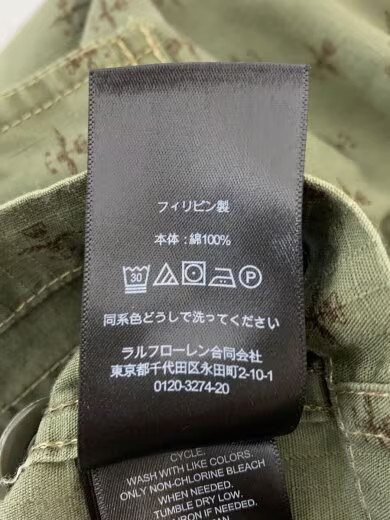 フィリピン製
本体：綿100%
30 P
同系色どうしで洗ってください
ラルフローレン合同会社
東京都千代田区永田町2-10-1
0120-3274-20
CYCLE.
WASH WITH LIKE COLORS.
ONLY NON-CHLORINE BLEACH
WHEN NEEDED.
TUMBLE DRY LOW.
IRON IF NEEDED.